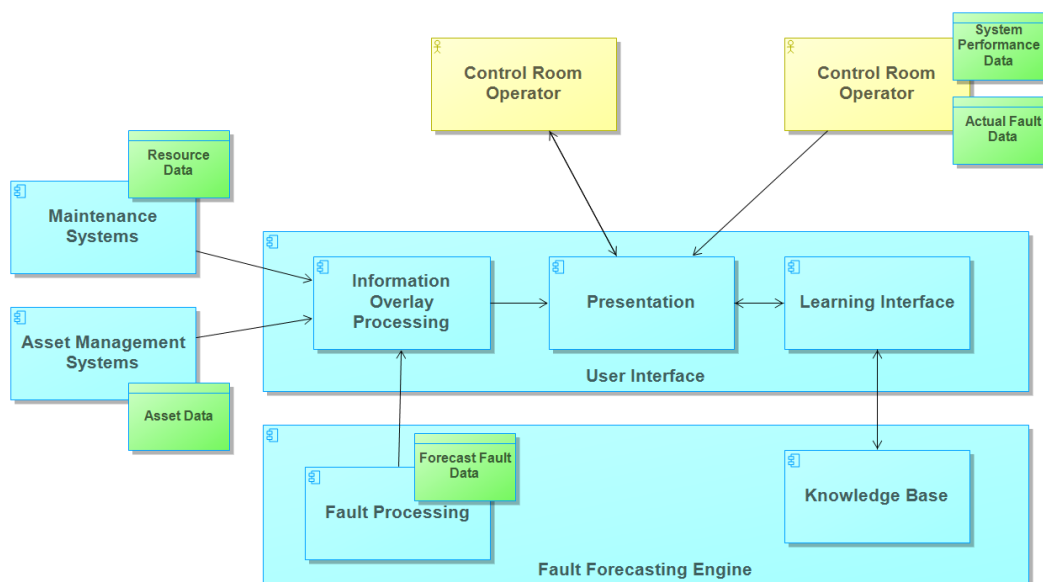 Control Room
Operator
Control Room
Operator
System
Performance
Data
Actual Fault
Data
Resource
Data
Maintenance
Systems
Asset Management
Systems
Asset Data
Information
Overlay
Processing
Presentation
Learning Interface
User Interface
Forecast Fault
Data
Fault Processing
Knowledge Base
Fault Forecasting Engine